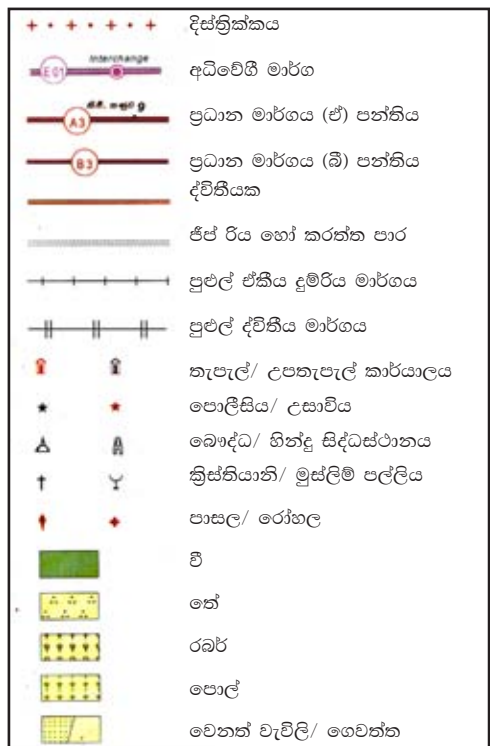 දිස්ත්‍රික්කය
Interchange
E01
අධිවේගී මාර්ග
A3
ප්‍රධාන මාර්ගය (ඒ) පන්තිය
B3
ප්‍රධාන මාර්ගය (බී) පන්තිය
ද්විතීයක
ජීප් රිය හෝ කරත්ත පාර
පුළුල් ඒකීය දුම්රිය මාර්ගය
පුළුල් ද්විතීය මාර්ගය
තැපැල්/ උපතැපැල් කාර්යාලය
පොලීසිය/ උසාවිය
බෞද්ධ/ හින්දු සිද්ධස්ථානය
ක්‍රිස්තියානි/ මුස්ලිම් පල්ලිය
පාසල/ රෝහල
වී
තේ
රබර්
පොල්
වෙනත් වැවිලි/ ගෙවත්ත